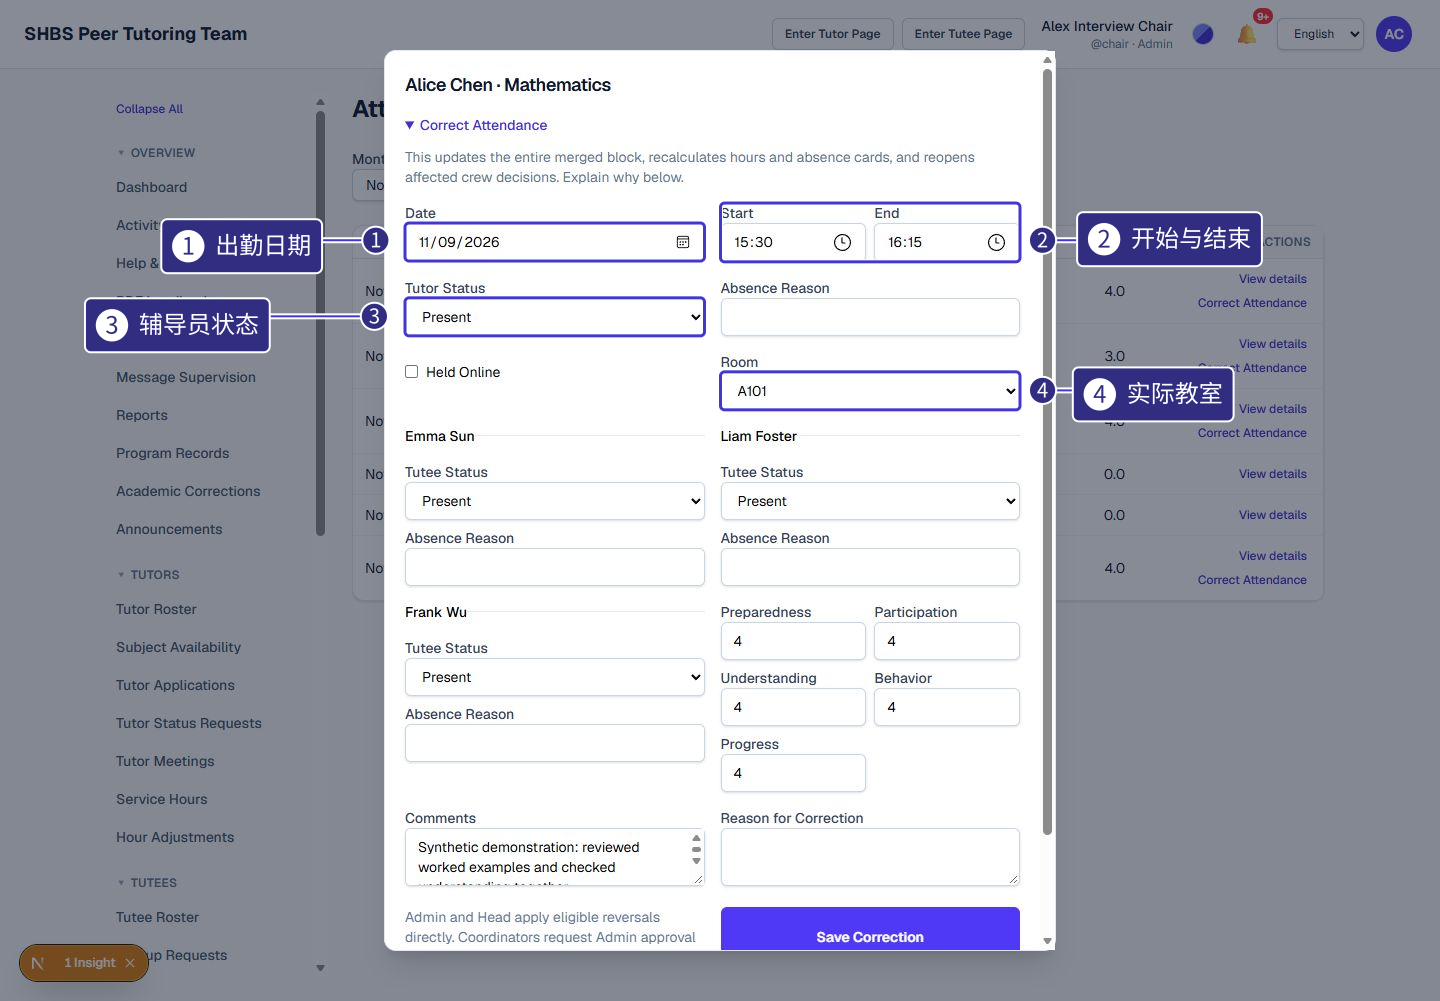 SHBS Peer Tutoring Team
Enter Tutor Page
Enter Tutee Page
Alex Interview Chair
@chair · Admin
9+
English
AC
Collapse All
OVERVIEW
Dashboard
Activit
Help &
Message Supervision
Reports
Program Records
Academic Corrections
Announcements
TUTORS
Tutor Roster
Subject Availability
Tutor Applications
Tutor Status Requests
Tutor Meetings
Service Hours
Hour Adjustments
TUTEES
Tutee Roster
up Requests
1 Insight
Att
Mont
No
No
No
No
No
No
No
Alice Chen · Mathematics
Correct Attendance
This updates the entire merged block, recalculates hours and absence cards, and reopens
affected crew decisions. Explain why below.
Date
11/09/2026
Start
15:30
End
16:15
Tutor Status
Present
Absence Reason
Held Online
Room
A101
Emma Sun
Tutee Status
Present
Absence Reason
Liam Foster
Tutee Status
Present
Absence Reason
Frank Wu
Tutee Status
Present
Absence Reason
Preparedness
4
Participation
4
Understanding
4
Behavior
4
Progress
4
Comments
Synthetic demonstration: reviewed
worked examples and checked
understanding together
Reason for Correction
Admin and Head apply eligible reversals
directly. Coordinators request Admin approval
Save Correction
1 出勤日期 1
2 2 开始与结束
3 辅导员状态 3
4 4 实际教室
ACTIONS
4.0
View details
Correct Attendance
3.0
View details
Correct Attendance
4.0
View details
Correct Attendance
0.0
View details
0.0
View details
4.0
View details
Correct Attendance